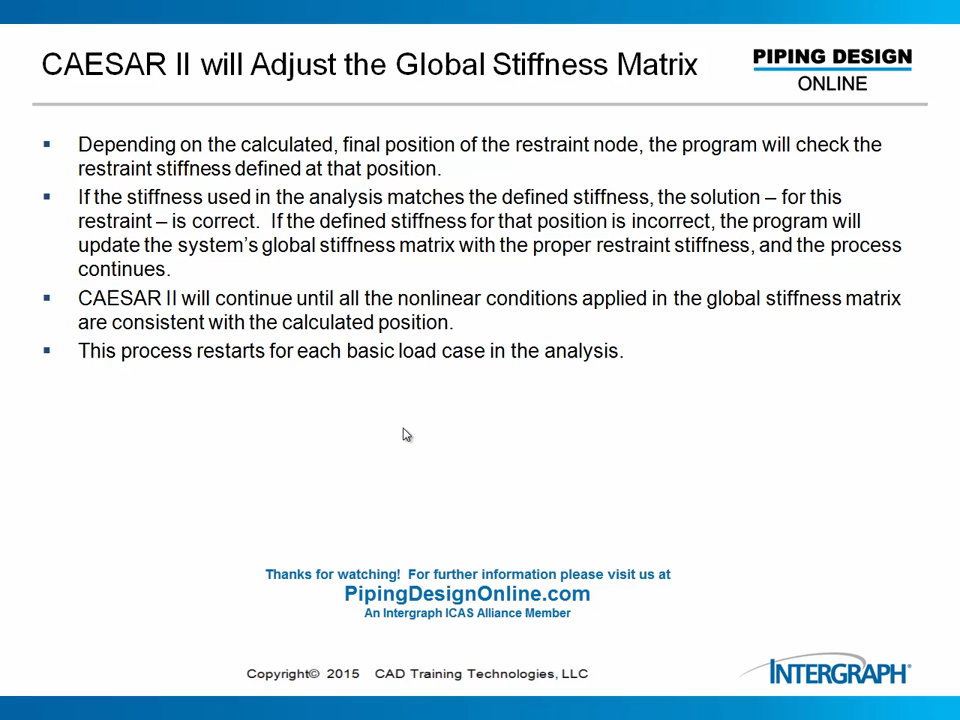 CAESAR II will Adjust the Global Stiffness Matrix
PIPING DESIGN
ONLINE
▪ Depending on the calculated, final position of the restraint node, the program will check the
restraint stiffness defined at that position.
▪ If the stiffness used in the analysis matches the defined stiffness, the solution – for this
restraint – is correct.  If the defined stiffness for that position is incorrect, the program will
update the system’s global stiffness matrix with the proper restraint stiffness, and the process
continues.
▪ CAESAR II will continue until all the nonlinear conditions applied in the global stiffness matrix
are consistent with the calculated position.
▪ This process restarts for each basic load case in the analysis.
Thanks for watching!  For further information please visit us at
PipingDesignOnline.com
An Intergraph ICAS Alliance Member
Copyright© 2015 CAD Training Technologies, LLC
INTERGRAPH®